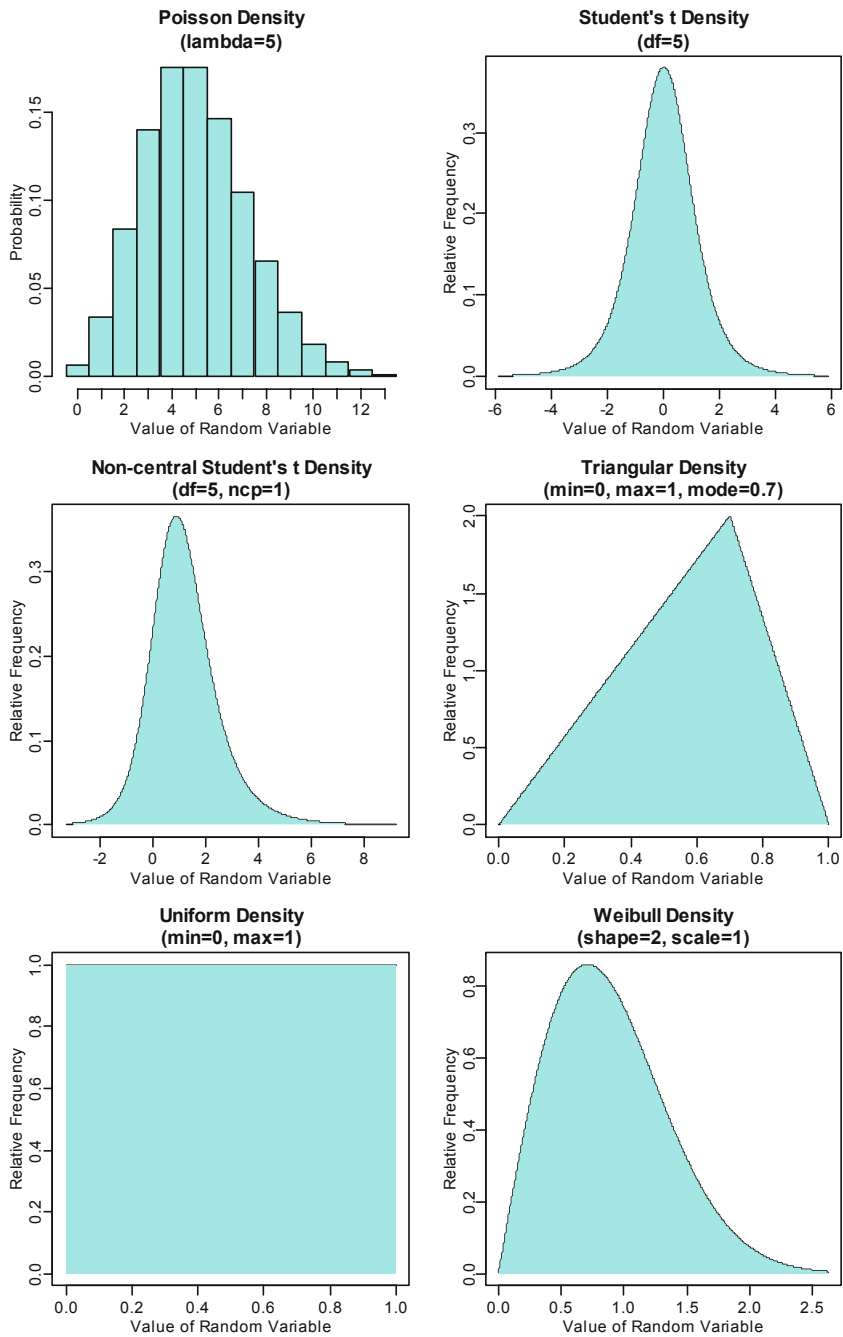 Poisson Density
(lambda=5)
Probability
0.15
0.10
0.05
0.00
0 2 4 6 8 10 12
Value of Random Variable
Student's t Density
(df=5)
Relative Frequency
0.3
0.2
0.1
0.0
-6 -4 -2 0 2 4 6
Value of Random Variable
Non-central Student's t Density
(df=5, ncp=1)
Relative Frequency
0.3
0.2
0.1
0.0
-2 0 2 4 6 8
Value of Random Variable
Triangular Density
(min=0, max=1, mode=0.7)
Relative Frequency
2.0
1.5
1.0
0.5
0.0
0.0 0.2 0.4 0.6 0.8 1.0
Value of Random Variable
Uniform Density
(min=0, max=1)
Relative Frequency
1.0
0.8
0.6
0.4
0.2
0.0
0.0 0.2 0.4 0.6 0.8 1.0
Value of Random Variable
Weibull Density
(shape=2, scale=1)
Relative Frequency
0.8
0.6
0.4
0.2
0.0
0.0 0.5 1.0 1.5 2.0 2.5
Value of Random Variable